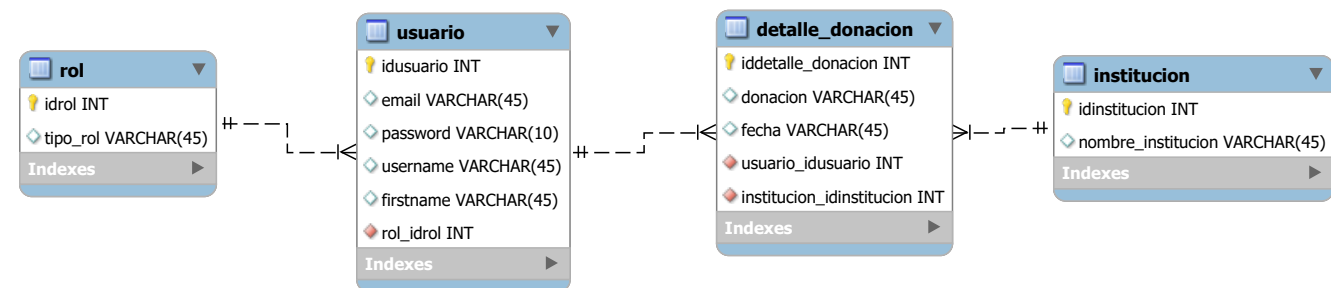 rol
idrol INT
tipo_rol VARCHAR(45)
Indexes
usuario
idusuario INT
email VARCHAR(45)
password VARCHAR(10)
username VARCHAR(45)
firstname VARCHAR(45)
rol_idrol INT
Indexes
detalle_donacion
iddetalle_donacion INT
donacion VARCHAR(45)
fecha VARCHAR(45)
usuario_idusuario INT
institucion_idinstitucion INT
Indexes
institucion
idinstitucion INT
nombre_institucion VARCHAR(45)
Indexes